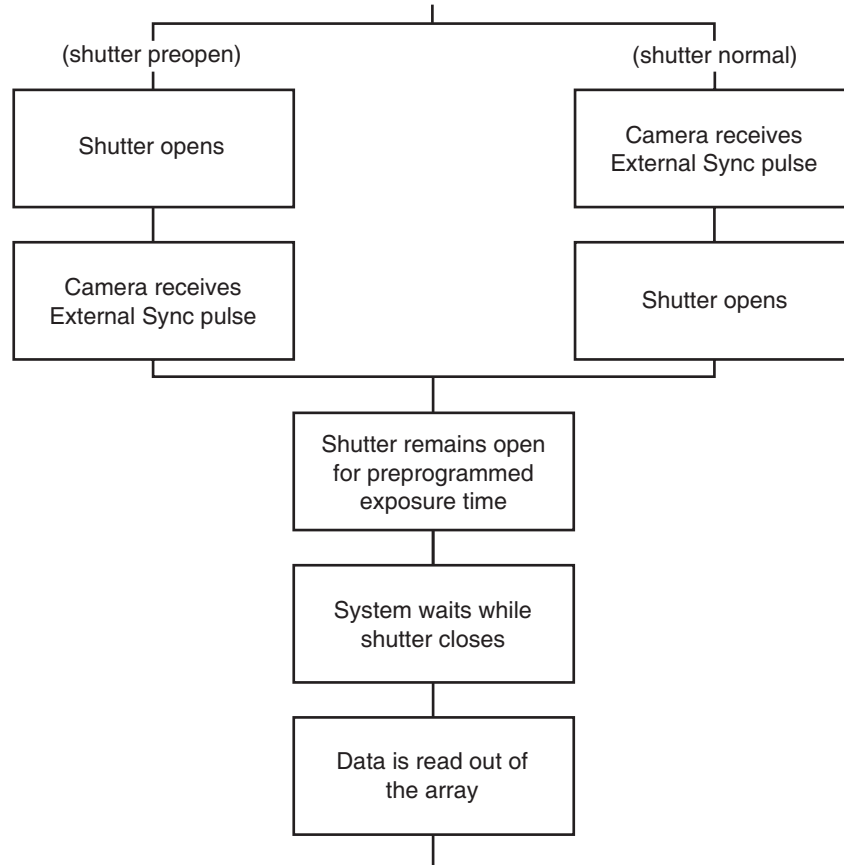 (shutter preopen)
(shutter normal)
Shutter opens
Camera receives
External Sync pulse
Camera receives
External Sync pulse
Shutter opens
Shutter remains open
for preprogrammed
exposure time
System waits while
shutter closes
Data is read out of
the array